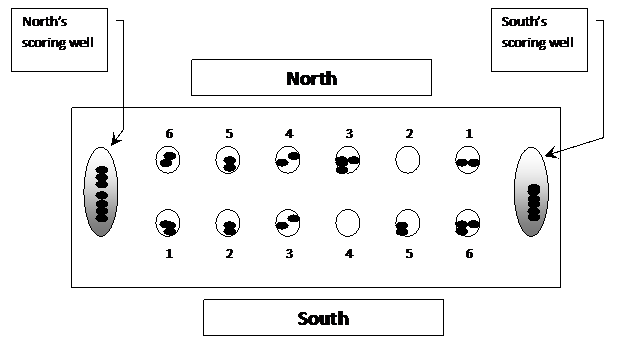 North's
scoring well
South's
scoring well
North
6 5 4 3 2 1
1 2 3 4 5 6
South